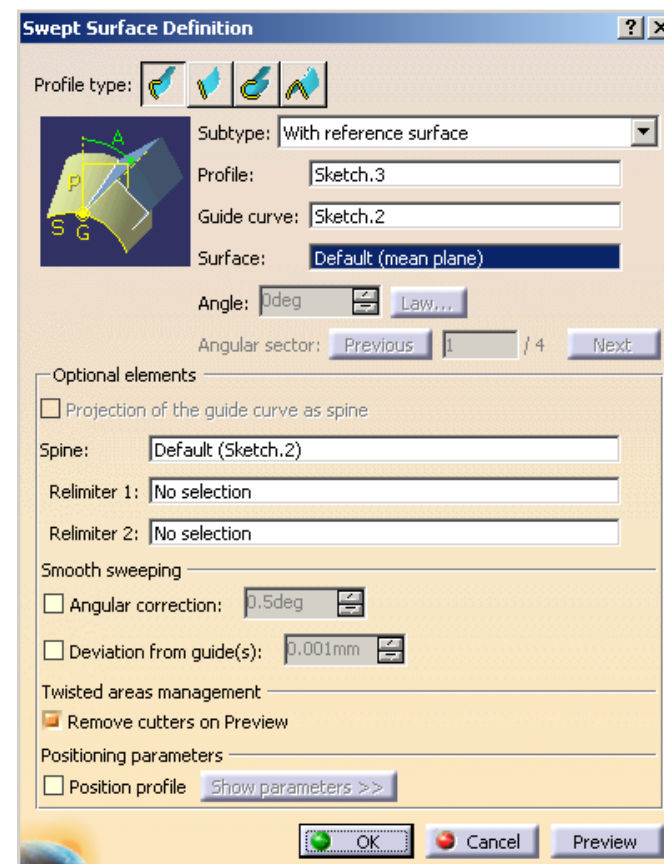 Swept Surface Definition ? X
Profile type:
Subtype: With reference surface
Profile: Sketch.3
Guide curve: Sketch.2
Surface: Default (mean plane)
Angle: 0deg Law...
Angular sector: Previous 1 / 4 Next
A
P
S G
Optional elements
Projection of the guide curve as spine
Spine: Default (Sketch.2)
Relimiter 1: No selection
Relimiter 2: No selection
Smooth sweeping
Angular correction: 0.5deg
Deviation from guide(s): 0.001mm
Twisted areas management
Remove cutters on Preview
Positioning parameters
Position profile Show parameters >>
OK Cancel Preview